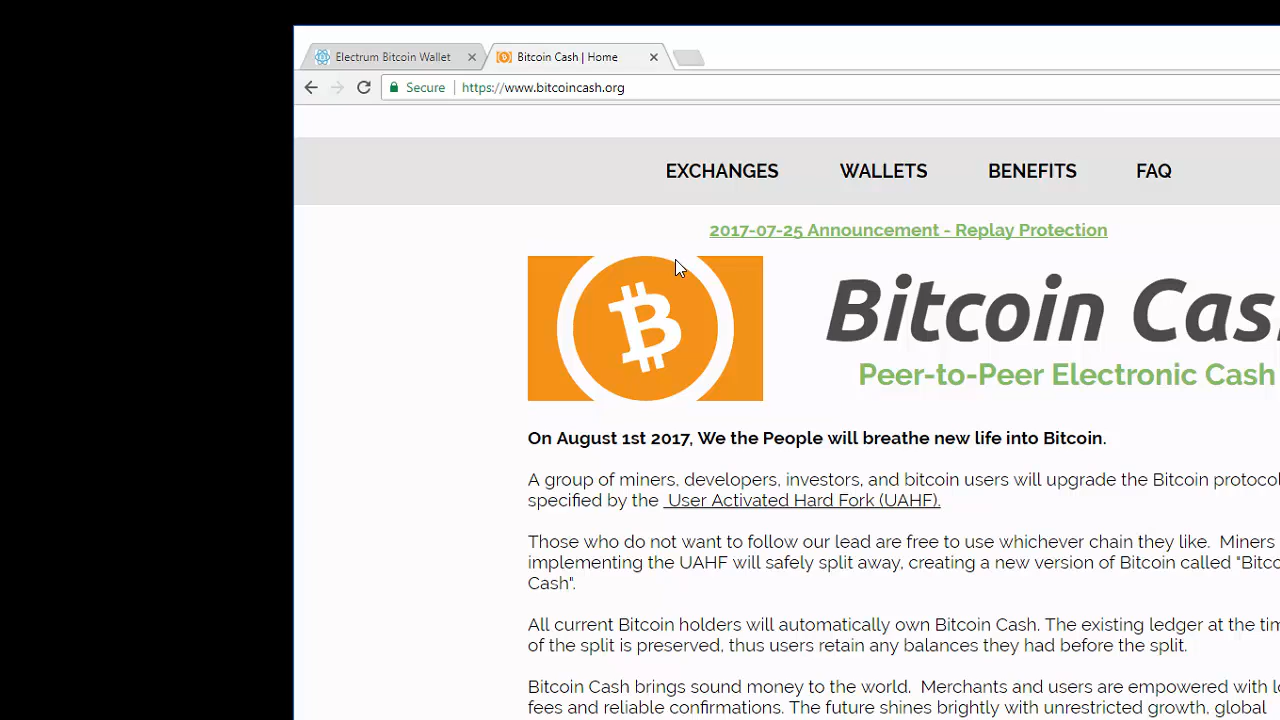 Electrum Bitcoin Wallet
Bitcoin Cash | Home
Secure
https://www.bitcoincash.org
EXCHANGES WALLETS BENEFITS FAQ
2017-07-25 Announcement - Replay Protection
Bitcoin Cas
Peer-to-Peer Electronic Cash
On August 1st 2017, We the People will breathe new life into Bitcoin.
A group of miners, developers, investors, and bitcoin users will upgrade the Bitcoin protocol
specified by the User Activated Hard Fork (UAHF).
Those who do not want to follow our lead are free to use whichever chain they like. Miners
implementing the UAHF will safely split away, creating a new version of Bitcoin called “Bitco
Cash".
All current Bitcoin holders will automatically own Bitcoin Cash. The existing ledger at the tim
of the split is preserved, thus users retain any balances they had before the split.
Bitcoin Cash brings sound money to the world. Merchants and users are empowered with lo
fees and reliable confirmations. The future shines brightly with unrestricted growth, global